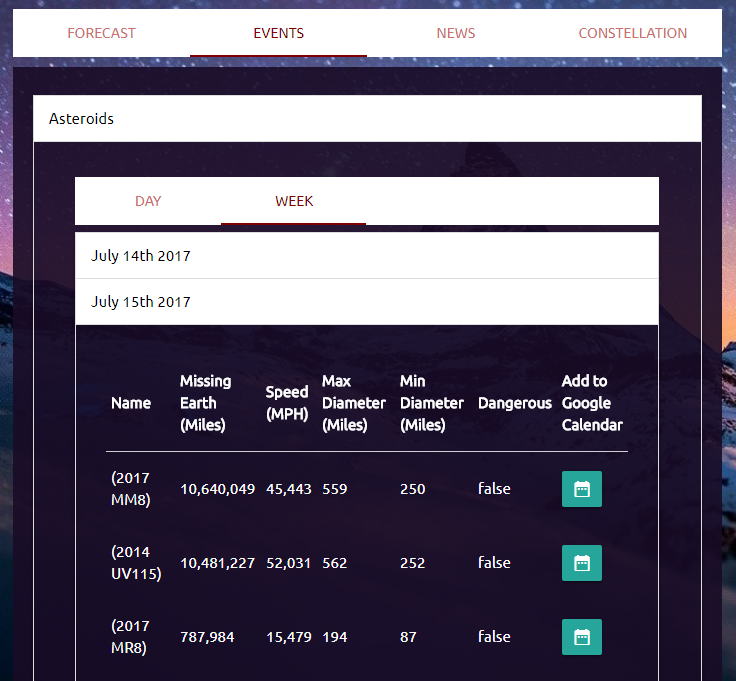 FORECAST EVENTS NEWS CONSTELLATION
Asteroids
DAY WEEK
July 14th 2017
July 15th 2017
Name Missing Earth (Miles) Speed (MPH) Max Diameter (Miles) Min Diameter (Miles) Dangerous Add to Google Calendar
(2017 MM8) 10,640,049 45,443 559 250 false
(2014 UV115) 10,481,227 52,031 562 252 false
(2017 MR8) 787,984 15,479 194 87 false